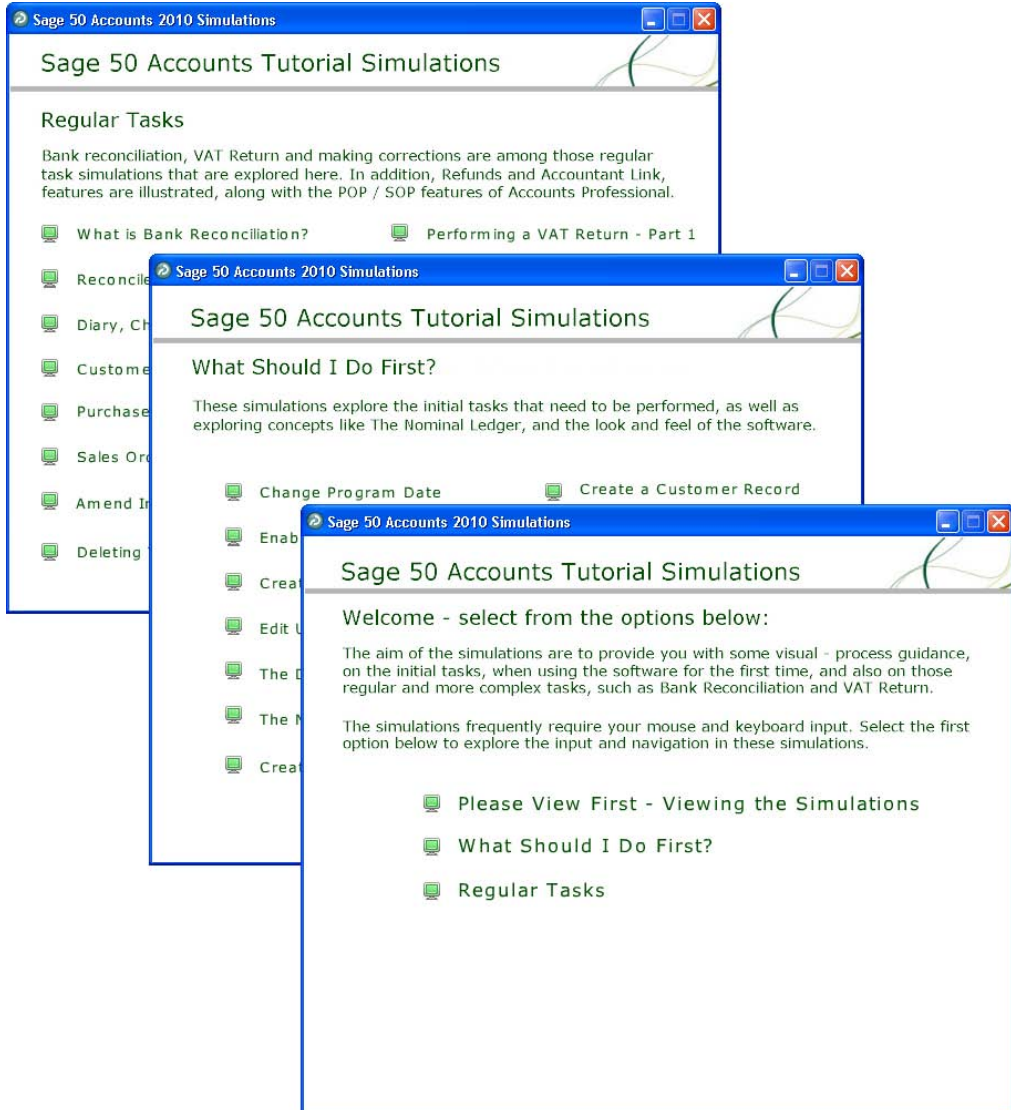 Sage 50 Accounts 2010 Simulations
Sage 50 Accounts Tutorial Simulations
Regular Tasks
Bank reconciliation, VAT Return and making corrections are among those regular
task simulations that are explored here. In addition, Refunds and Accountant Link,
features are illustrated, along with the POP / SOP features of Accounts Professional.
What is Bank Reconciliation?
Performing a VAT Return - Part 1
Reconcile
Diary, Ch
Custome
Purchase
Sales Ord
Amend In
Deleting
Sage 50 Accounts 2010 Simulations
Sage 50 Accounts Tutorial Simulations
What Should I Do First?
These simulations explore the initial tasks that need to be performed, as well as
exploring concepts like The Nominal Ledger, and the look and feel of the software.
Change Program Date
Create a Customer Record
Enab
Creat
Edit U
The D
The N
Creat
Sage 50 Accounts 2010 Simulations
Sage 50 Accounts Tutorial Simulations
Welcome - select from the options below:
The aim of the simulations are to provide you with some visual - process guidance,
on the initial tasks, when using the software for the first time, and also on those
regular and more complex tasks, such as Bank Reconciliation and VAT Return.
The simulations frequently require your mouse and keyboard input. Select the first
option below to explore the input and navigation in these simulations.
Please View First - Viewing the Simulations
What Should I Do First?
Regular Tasks